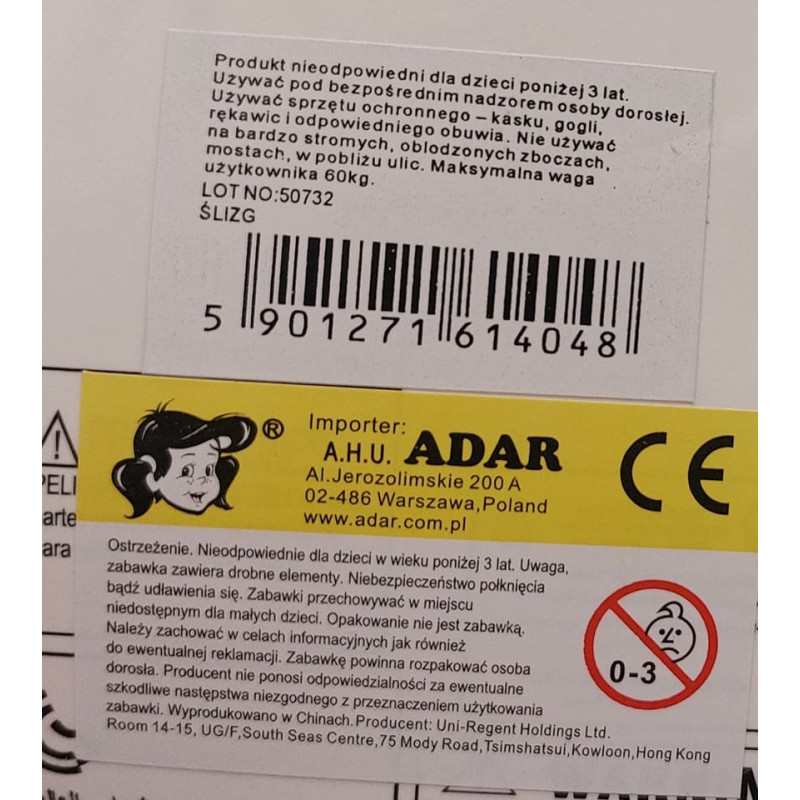 Produkt nieodpowiedni dla dzieci poniżej 3 lat.
Używać pod bezpośrednim nadzorem osoby dorosłej.
Używać sprzętu ochronnego – kasku, gogli,
rękawic i odpowiedniego obuwia. Nie używać
na bardzo stromych, oblodzonych zboczach,
mostach, w pobliżu ulic. Maksymalna waga
użytkownika 60kg.
LOT NO:50732
ŚLIZG
5 901271 614048
®
Importer:
A.H.U. ADAR
Al.Jerozolimskie 200 A
02-486 Warszawa,Poland
www.adar.com.pl
CE
Ostrzeżenie. Nieodpowiednie dla dzieci w wieku poniżej 3 lat. Uwaga,
zabawka zawiera drobne elementy. Niebezpieczeństwo połknięcia
bądź udławienia się. Zabawki przechowywać w miejscu
niedostępnym dla małych dzieci. Opakowanie nie jest zabawką.
Należy zachować w celach informacyjnych jak również
do ewentualnej reklamacji. Zabawkę powinna rozpakować osoba
dorosła. Producent nie ponosi odpowiedzialności za ewentualne
szkodliwe następstwa niezgodnego z przeznaczeniem użytkowania
zabawki. Wyprodukowano w Chinach.Producent: Uni-Regent Holdings Ltd.
Room 14-15, UG/F,South Seas Centre,75 Mody Road,Tsimshatsui,Kowloon,Hong Kong
0-3